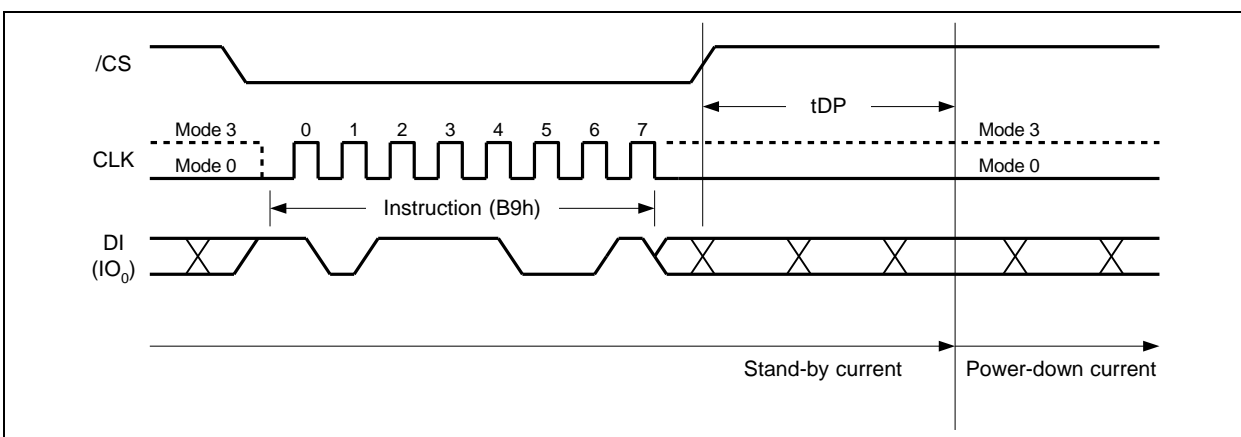 /CS
tDP
Mode 3 0 1 2 3 4 5 6 7 Mode 3
CLK
Mode 0 Mode 0
Instruction (B9h)
DI
(IO₀)
Stand-by current Power-down current